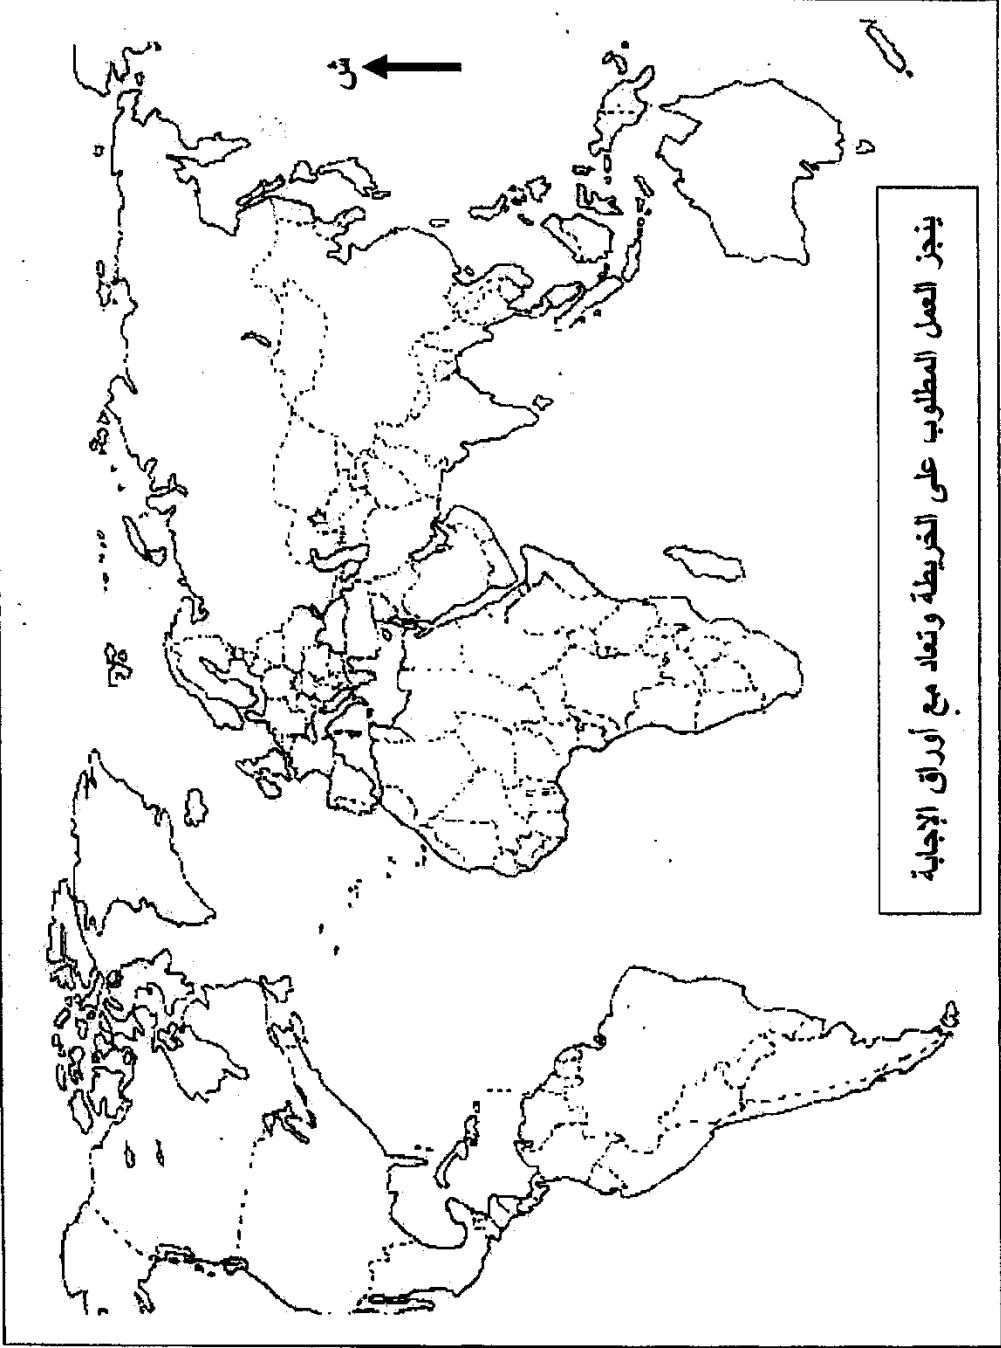 ش
ينجز العمل المطلوب على الخريطة وتعاد مع أوراق الإجابة